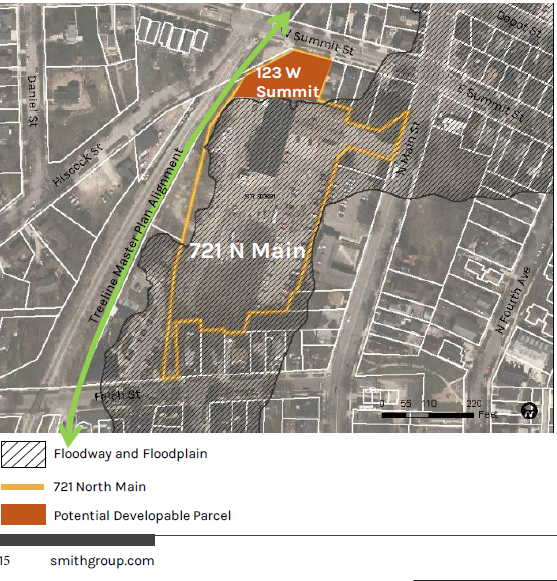 W Summit St
Depot St
123 W
Summit
E Summit St
Daniel St
Hiscock St
N Main St
Treeline Master Plan Alignment
721 N Main
N Fourth Ave
Felch St
0 55 110 220
Feet
N
Floodway and Floodplain
721 North Main
Potential Developable Parcel
15 smithgroup.com